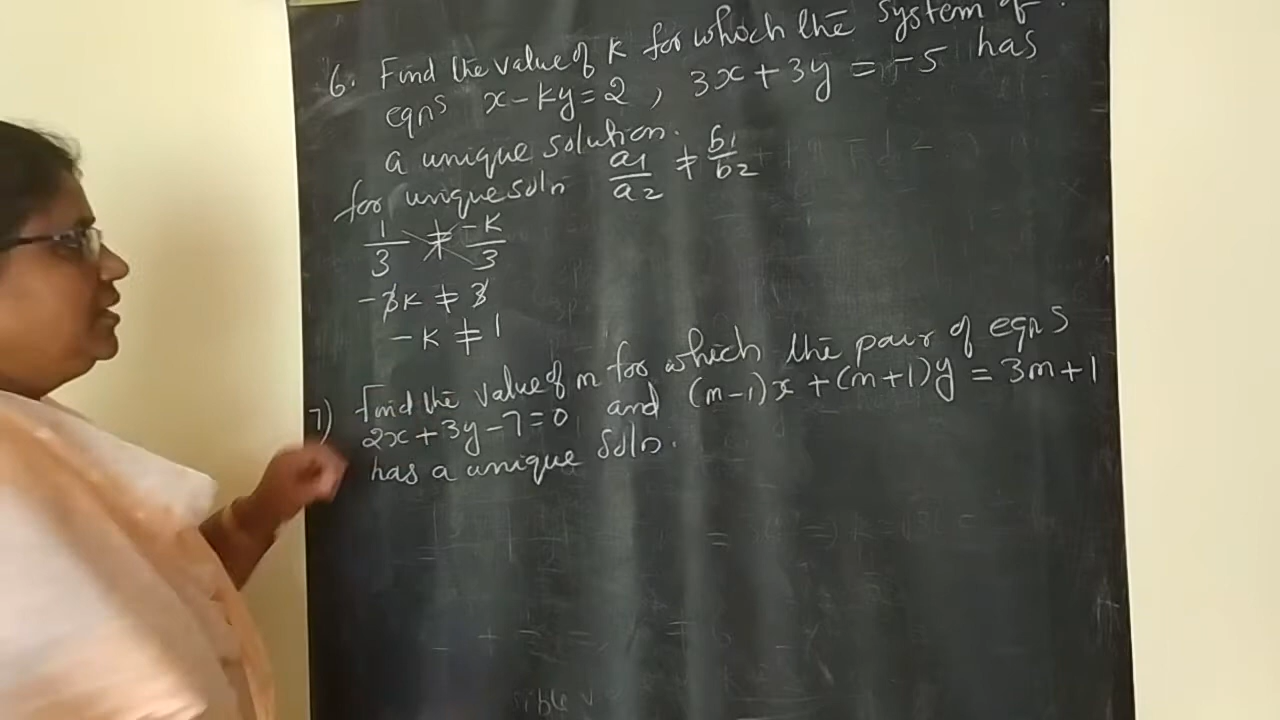 6. Find the value of K for which the system of
eqns x - Ky = 2 , 3x + 3y = -5 has
a unique solution.
for unique soln a1/a2 ≠ b1/b2
1/3 ≠ -K/3
-3K ≠ 3
-K ≠ 1
7) Find the value of m for which the pair of eqns
2x + 3y - 7 = 0 and (m-1)x + (m+1)y = 3m+1
has a unique Soln.